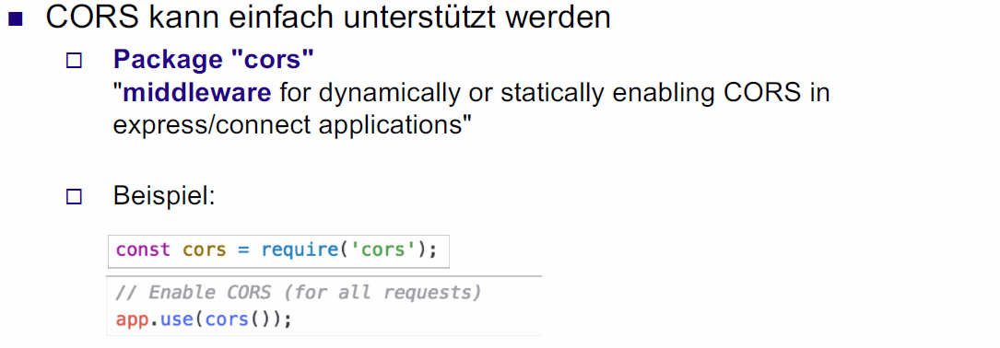 CORS kann einfach unterstützt werden
Package "cors"
"middleware for dynamically or statically enabling CORS in
express/connect applications"
Beispiel:
const cors = require('cors');
// Enable CORS (for all requests)
app.use(cors());